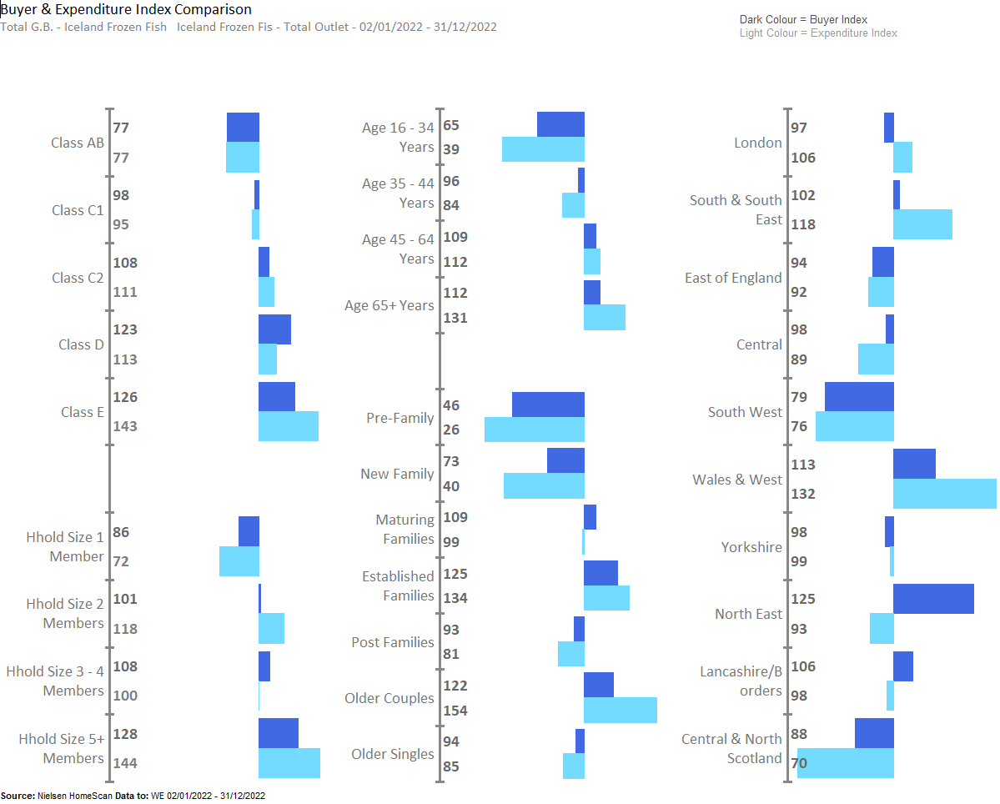 Buyer & Expenditure Index Comparison
Total G.B. - Iceland Frozen Fish   Iceland Frozen Fis - Total Outlet - 02/01/2022 - 31/12/2022
Dark Colour = Buyer Index
Light Colour = Expenditure Index
Class AB
77
77
Class C1
98
95
Class C2
108
111
Class D
123
113
Class E
126
143
Hhold Size 1
Member
86
72
Hhold Size 2
Members
101
118
Hhold Size 3 - 4
Members
108
100
Hhold Size 5+
Members
128
144
Age 16 - 34
Years
65
39
Age 35 - 44
Years
96
84
Age 45 - 64
Years
109
112
Age 65+ Years
112
131
Pre-Family
46
26
New Family
73
40
Maturing
Families
109
99
Established
Families
125
134
Post Families
93
81
Older Couples
122
154
Older Singles
94
85
London
97
106
South & South
East
102
118
East of England
94
92
Central
98
89
South West
79
76
Wales & West
113
132
Yorkshire
98
99
North East
125
93
Lancashire/B
orders
106
98
Central & North
Scotland
88
70
Source: Nielsen HomeScan Data to: WE 02/01/2022 - 31/12/2022